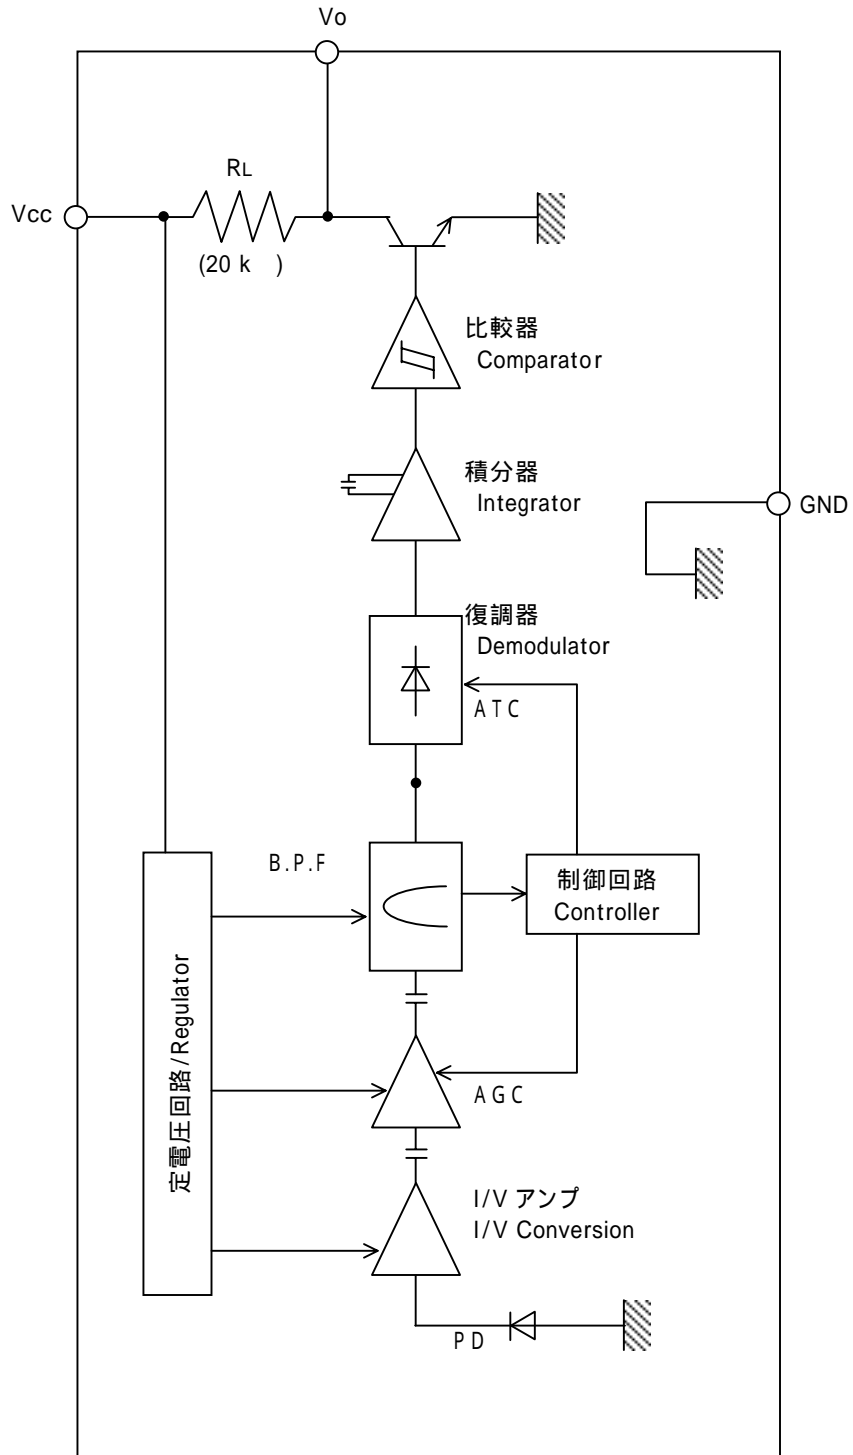 Vo
RL
Vcc
(20 k )
比較器
Comparator
積分器
Integrator
GND
復調器
Demodulator
ATC
B.P.F
制御回路
Controller
定電圧回路/Regulator
AGC
I/V アンプ
I/V Conversion
PD